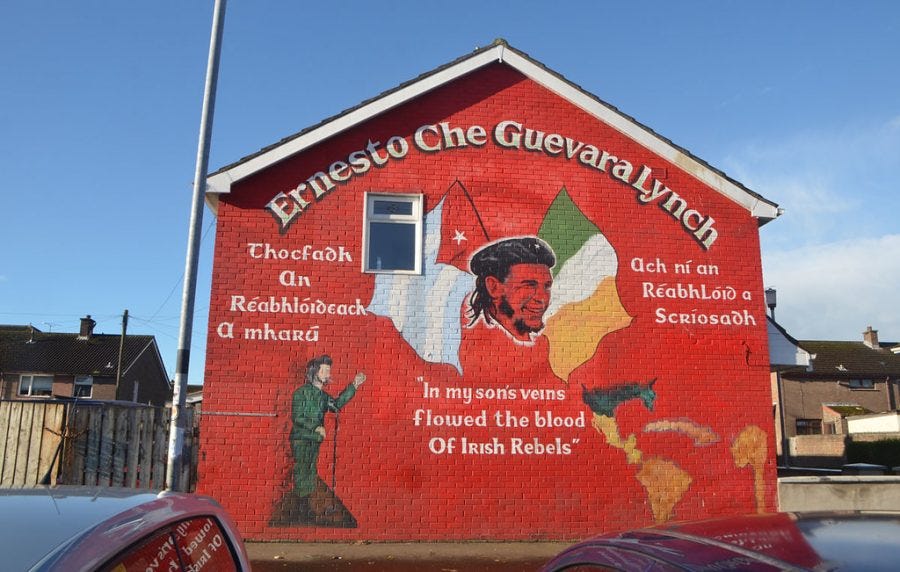 Ernesto Che Guevara Lynch
Thocfadh
An
Réabhlóideach
A mharú
Ach ní an
RéabhLóid a
Scríosadh
"In my son's veins
flowed the blood
Of Irish Rebels"